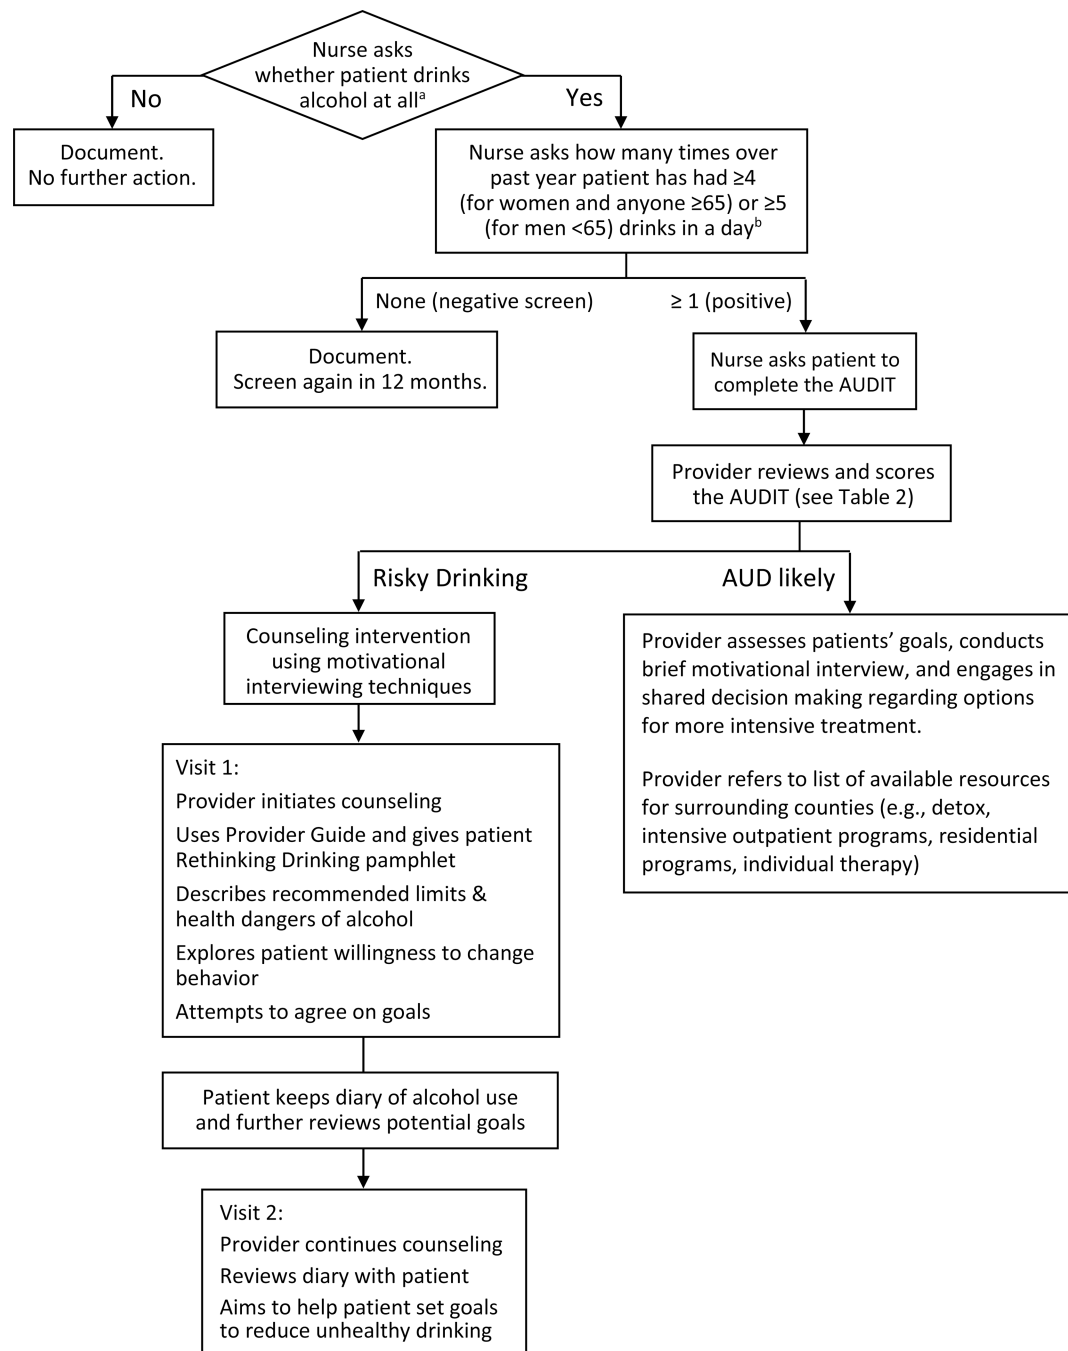 Nurse asks
whether patient drinks
alcohol at allᵃ
No
Yes
Document.
No further action.
Nurse asks how many times over
past year patient has had ≥4
(for women and anyone ≥65) or ≥5
(for men <65) drinks in a dayᵇ
None (negative screen)
≥ 1 (positive)
Document.
Screen again in 12 months.
Nurse asks patient to
complete the AUDIT
Provider reviews and scores
the AUDIT (see Table 2)
Risky Drinking
AUD likely
Counseling intervention
using motivational
interviewing techniques
Provider assesses patients’ goals, conducts
brief motivational interview, and engages in
shared decision making regarding options
for more intensive treatment.
Provider refers to list of available resources
for surrounding counties (e.g., detox,
intensive outpatient programs, residential
programs, individual therapy)
Visit 1:
Provider initiates counseling
Uses Provider Guide and gives patient
Rethinking Drinking pamphlet
Describes recommended limits &
health dangers of alcohol
Explores patient willingness to change
behavior
Attempts to agree on goals
Patient keeps diary of alcohol use
and further reviews potential goals
Visit 2:
Provider continues counseling
Reviews diary with patient
Aims to help patient set goals
to reduce unhealthy drinking